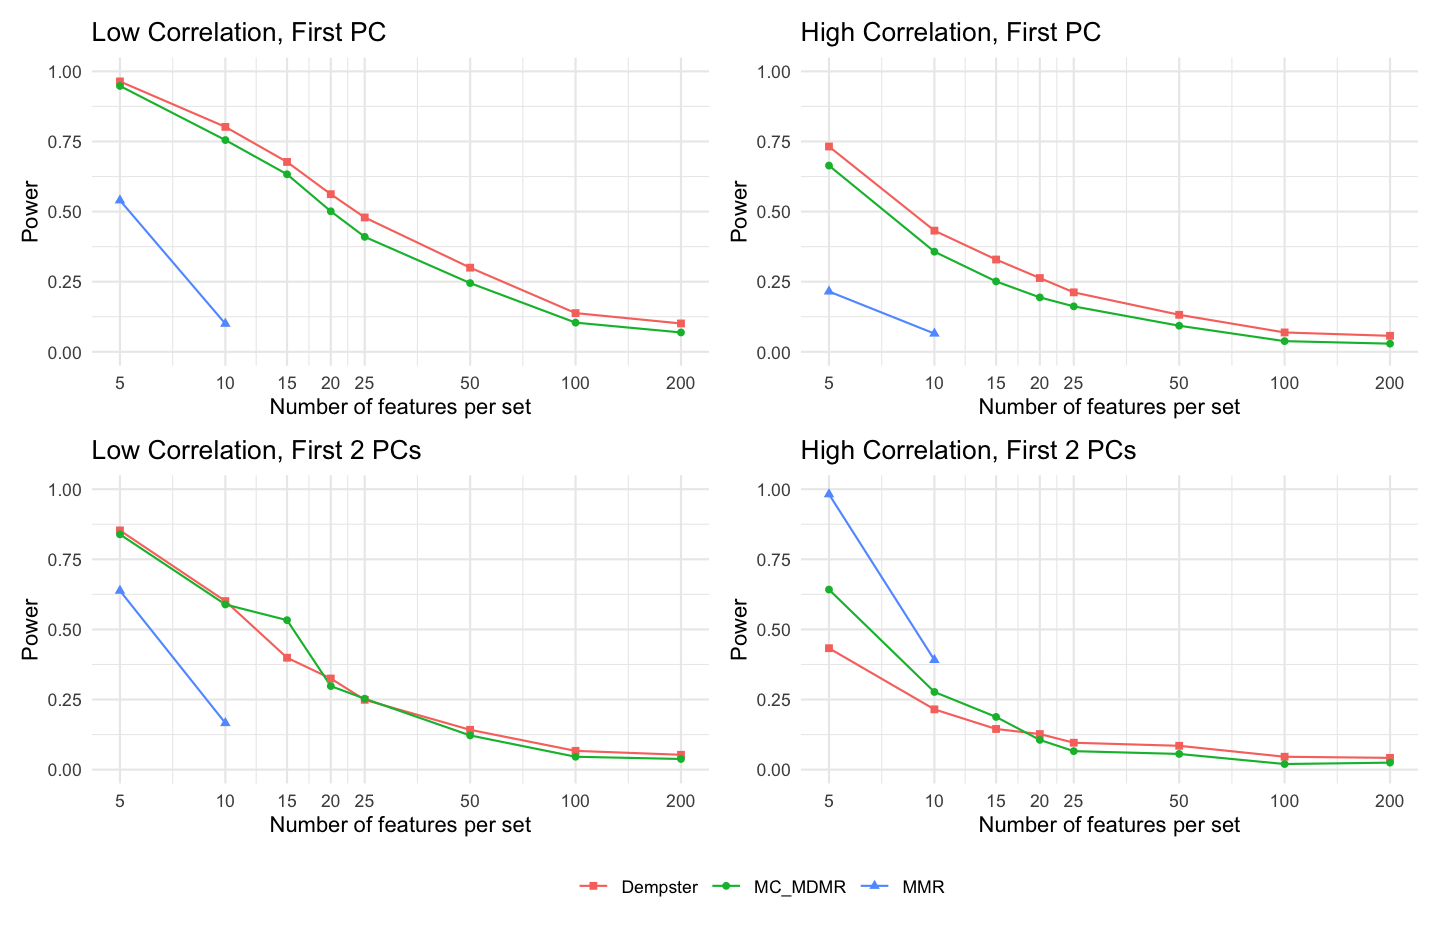 Low Correlation, First PC
1.00
0.75
0.50
0.25
0.00
Power
5 10 15 20 25 50 100 200
Number of features per set
High Correlation, First PC
1.00
0.75
0.50
0.25
0.00
Power
5 10 15 20 25 50 100 200
Number of features per set
Low Correlation, First 2 PCs
1.00
0.75
0.50
0.25
0.00
Power
5 10 15 20 25 50 100 200
Number of features per set
High Correlation, First 2 PCs
1.00
0.75
0.50
0.25
0.00
Power
5 10 15 20 25 50 100 200
Number of features per set
Dempster MC_MDMR MMR